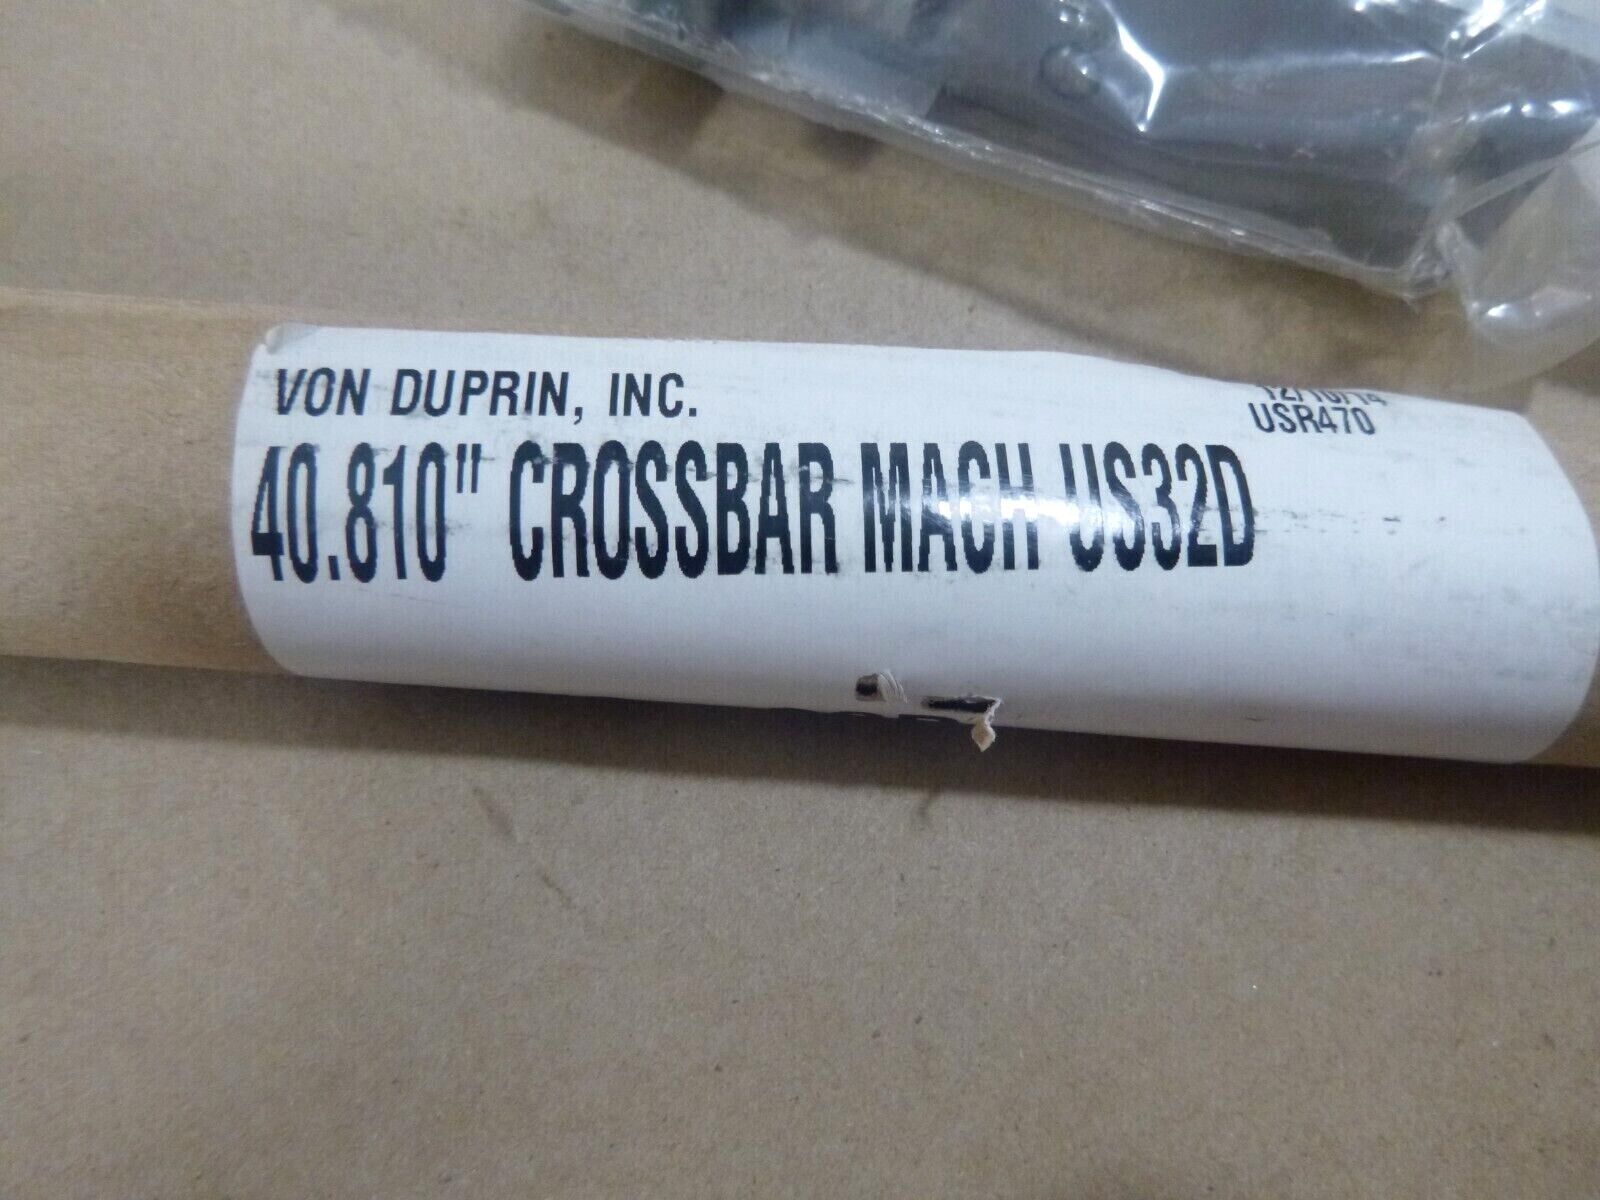 VON DUPRIN, INC.
USR470
40.810" CROSSBAR MACH US32D